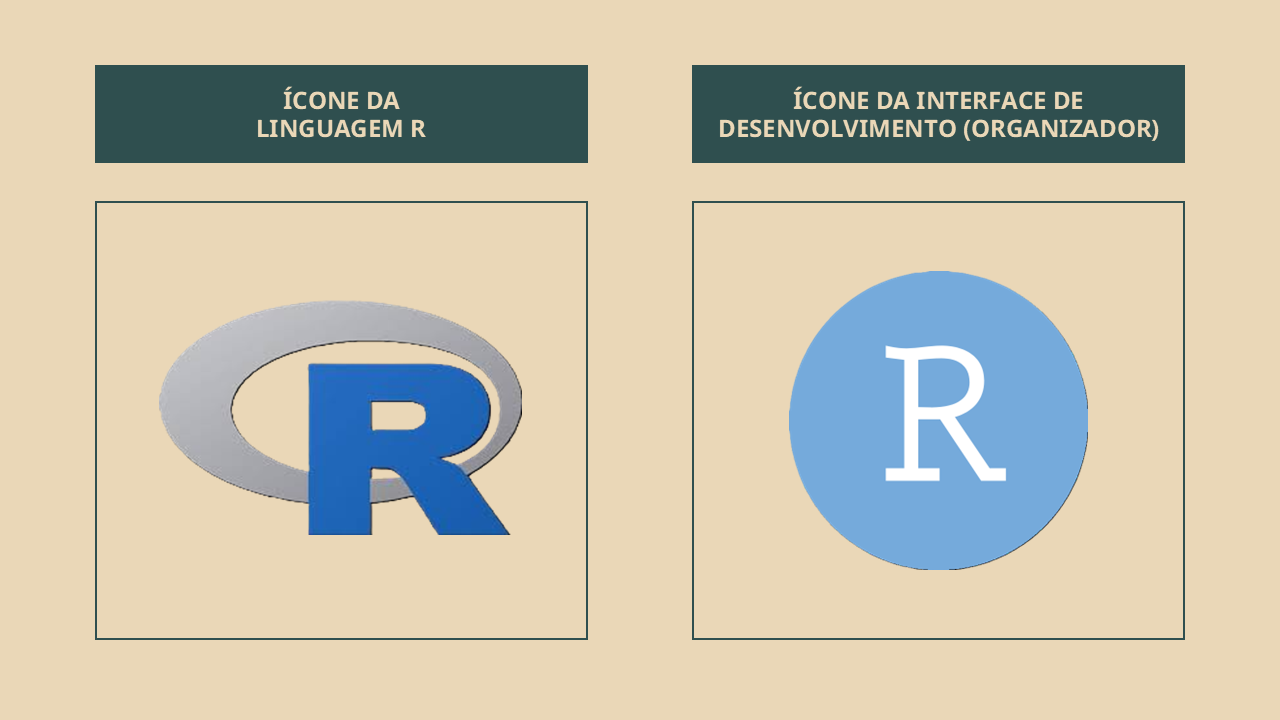 ÍCONE DA
LINGUAGEM R
ÍCONE DA INTERFACE DE
DESENVOLVIMENTO (ORGANIZADOR)
R
R